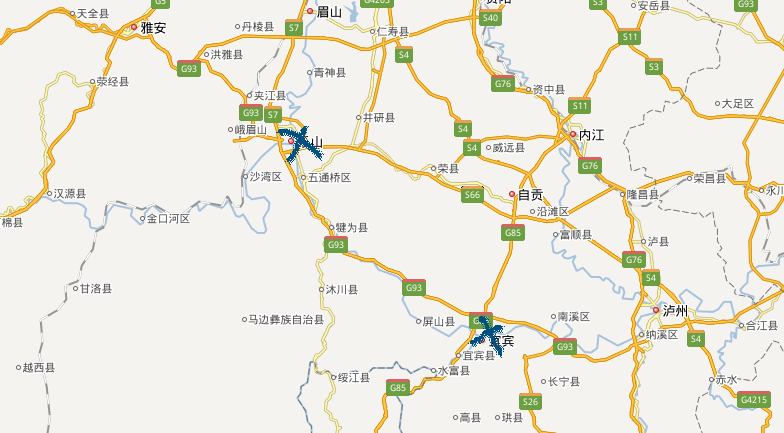 G5
G4203
资阳
安岳县
S3
G93
天全县
眉山
雅安
丹棱县
S7
仁寿县
S40
S11
洪雅县
S4
S3
G93
荥经县
青神县
G76
资中县
夹江县
S11
大足区
G93
S7
井研县
峨眉山
山
S4
内江
S4
威远县
G76
沙湾区
五通桥区
荣县
荣昌县
汉源县
S66
自贡
隆昌县
永川
棉县
金口河区
沿滩区
犍为县
G85
富顺县
泸县
G93
G76
S4
甘洛县
沐川县
G93
马边彝族自治县
屏山县
南溪区
泸州
合江县
宜宾
纳溪区
S4
越西县
宜宾县
G93
水富县
绥江县
长宁县
赤水
G85
S26
G4215
高县
珙县